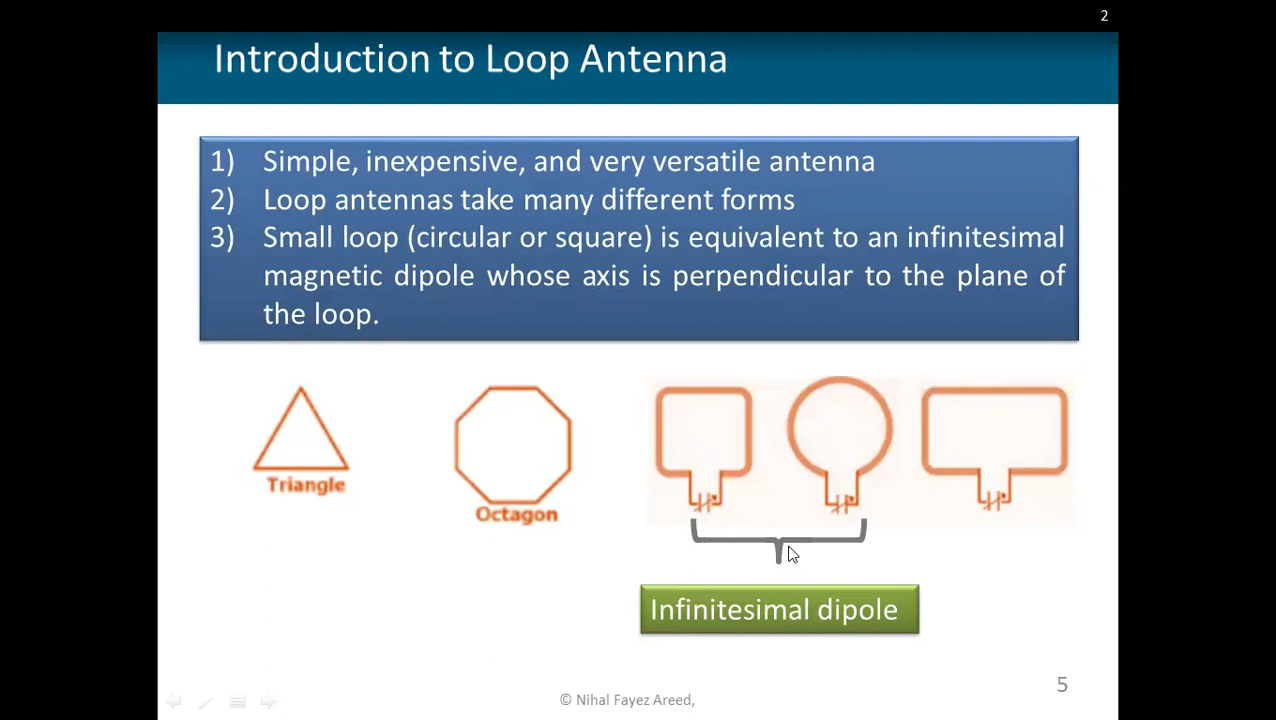 2
Introduction to Loop Antenna
1) Simple, inexpensive, and very versatile antenna
2) Loop antennas take many different forms
3) Small loop (circular or square) is equivalent to an infinitesimal
magnetic dipole whose axis is perpendicular to the plane of
the loop.
Triangle
Octagon
Infinitesimal dipole
5
© Nihal Fayez Areed,